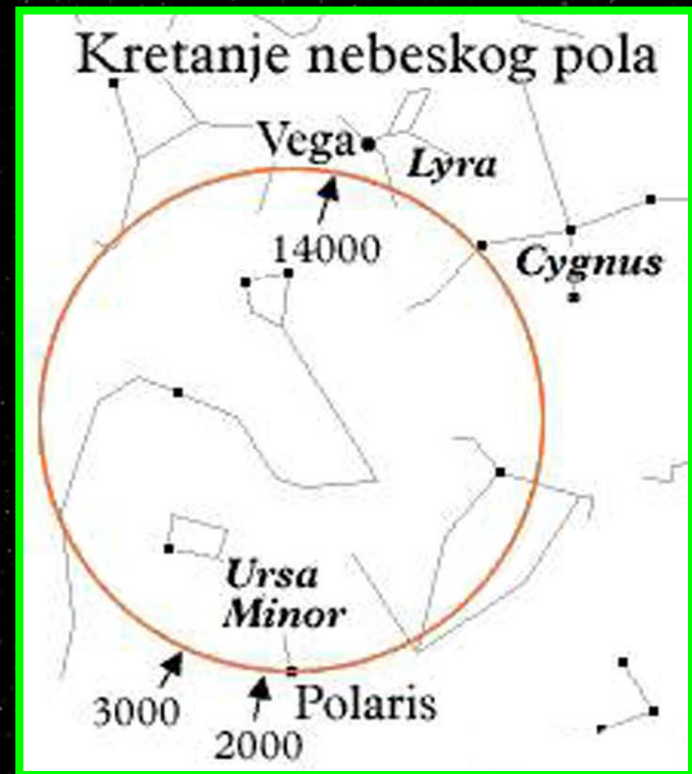 Kretanje nebeskog pola
Vega
Lyra
14000
Cygnus
Ursa
Minor
3000
2000
Polaris